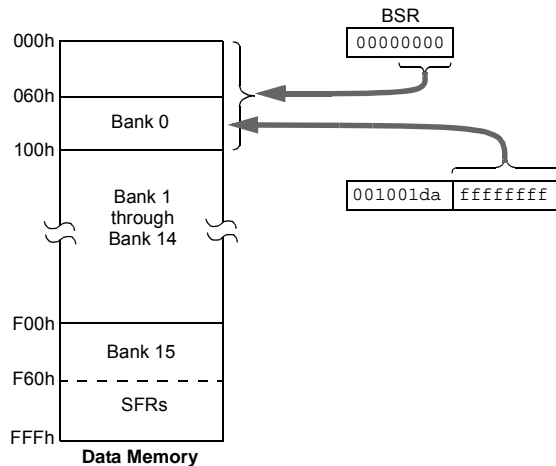 BSR
000h
00000000
060h
Bank 0
100h
Bank 1
through
Bank 14
001001da ffffffff
F00h
Bank 15
F60h
SFRs
FFFh
Data Memory